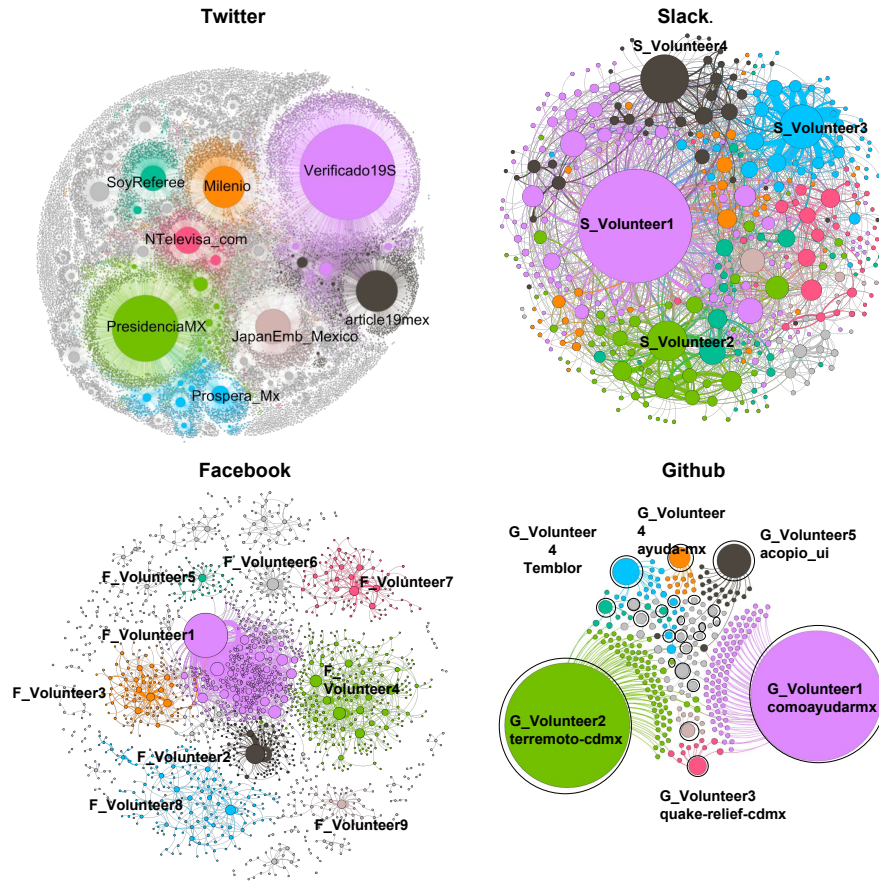 Twitter
Slack.
S_Volunteer4
S_Volunteer3
Verificado19S
SoyReferee
Milenio
S_Volunteer1
NTelevisa_com
article19mex
PresidenciaMX
JapanEmb_Mexico
S_Volunteer2
Prospera_Mx
Facebook
Github
F_Volunteer6
F_Volunteer5
F_Volunteer7
F_Volunteer1
F_
Volunteer4
F_Volunteer3
F_Volunteer2
F_Volunteer8
F_Volunteer9
G_Volunteer
4
Temblor
G_Volunteer
4
ayuda-mx
G_Volunteer5
acopio_ui
G_Volunteer2
terremoto-cdmx
G_Volunteer1
comoayudarmx
G_Volunteer3
quake-relief-cdmx